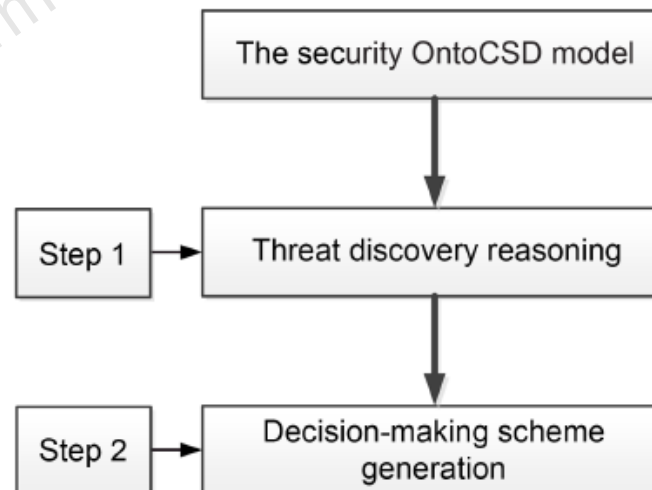 The security OntoCSD model
Step 1
Threat discovery reasoning
Step 2
Decision-making scheme
generation